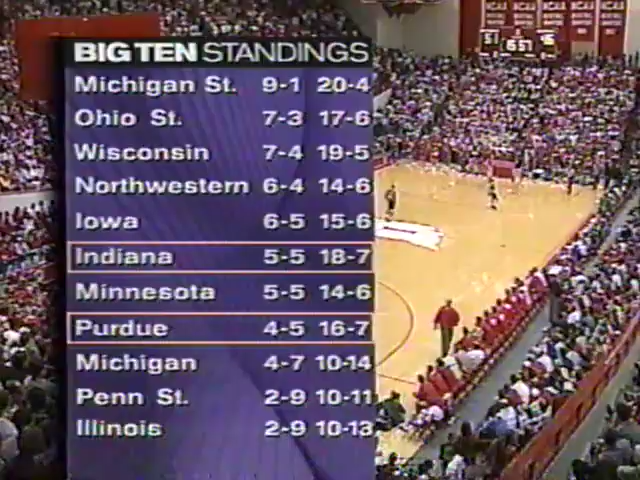 BIG TEN STANDINGS
Michigan St. 9-1 20-4
Ohio St. 7-3 17-6
Wisconsin 7-4 19-5
Northwestern 6-4 14-6
Iowa 6-5 15-6
Indiana 5-5 18-7
Minnesota 5-5 14-6
Purdue 4-5 16-7
Michigan 4-7 10-14
Penn St. 2-9 10-11
Illinois 2-9 10-13
NCAA NCAA NCAA